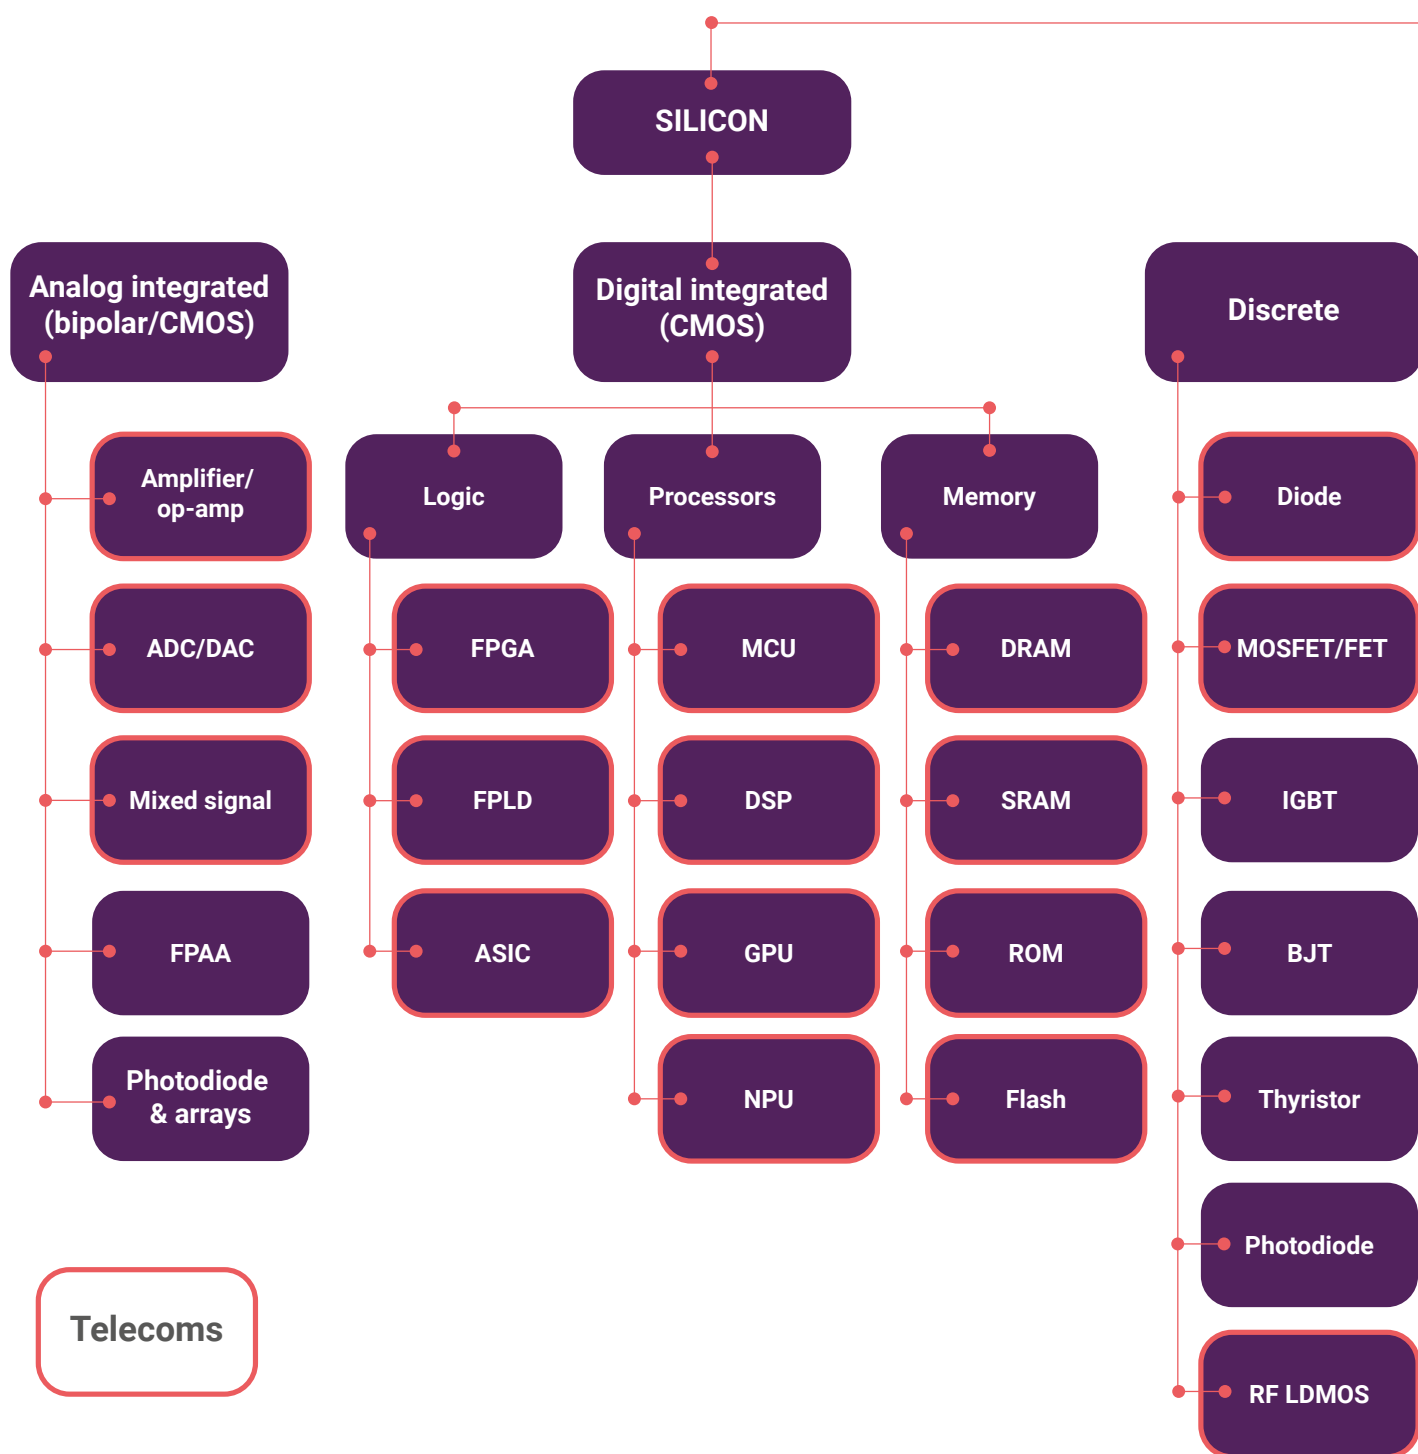 SILICON
Analog integrated
(bipolar/CMOS)
Digital integrated
(CMOS)
Discrete
Amplifier/
op-amp
ADC/DAC
Mixed signal
FPAA
Photodiode
& arrays
Logic
FPGA
FPLD
ASIC
Processors
MCU
DSP
GPU
NPU
Memory
DRAM
SRAM
ROM
Flash
Diode
MOSFET/FET
IGBT
BJT
Thyristor
Photodiode
RF LDMOS
Telecoms